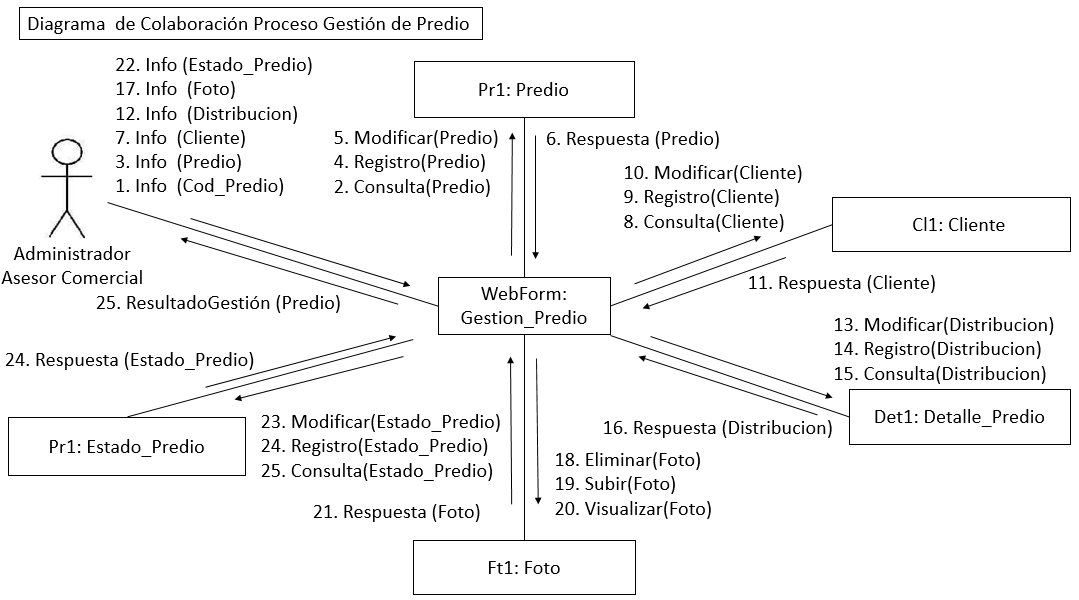 Diagrama de Colaboración Proceso Gestión de Predio
22. Info (Estado_Predio)
17. Info (Foto)
12. Info (Distribucion)
7. Info (Cliente)
3. Info (Predio)
1. Info (Cod_Predio)
Administrador
Asesor Comercial
25. ResultadoGestión (Predio)
Pr1: Predio
5. Modificar(Predio)
4. Registro(Predio)
2. Consulta(Predio)
6. Respuesta (Predio)
10. Modificar(Cliente)
9. Registro(Cliente)
8. Consulta(Cliente)
Cl1: Cliente
11. Respuesta (Cliente)
WebForm:
Gestion_Predio
13. Modificar(Distribucion)
14. Registro(Distribucion)
15. Consulta(Distribucion)
Det1: Detalle_Predio
16. Respuesta (Distribucion)
24. Respuesta (Estado_Predio)
Pr1: Estado_Predio
23. Modificar(Estado_Predio)
24. Registro(Estado_Predio)
25. Consulta(Estado_Predio)
21. Respuesta (Foto)
18. Eliminar(Foto)
19. Subir(Foto)
20. Visualizar(Foto)
Ft1: Foto